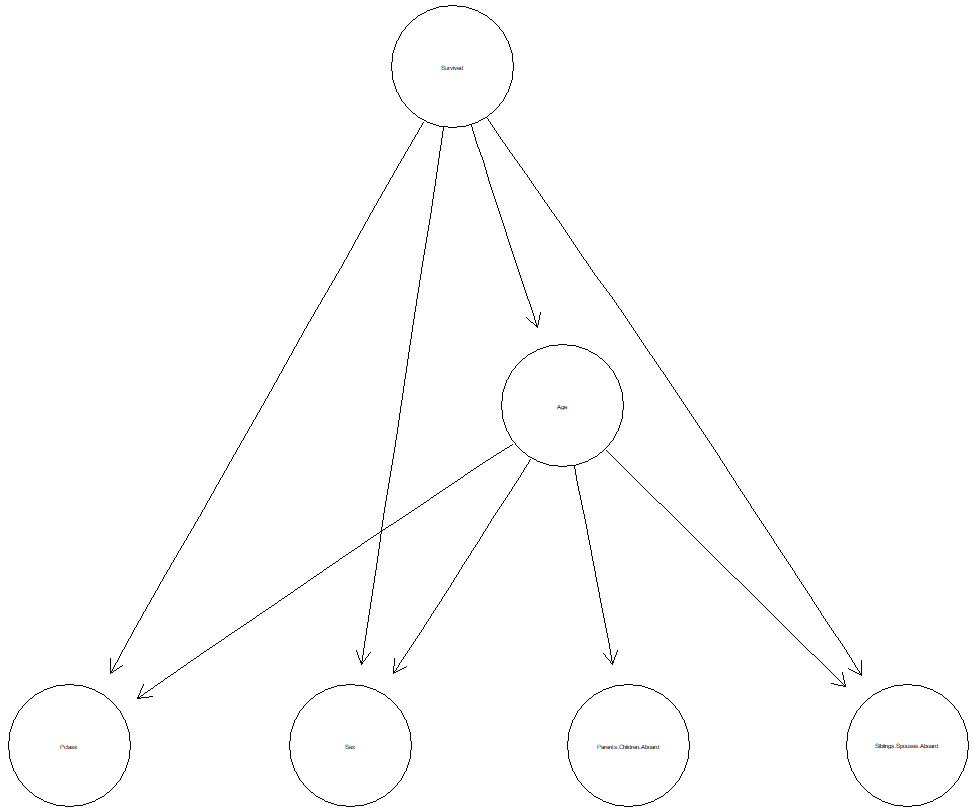 Survived
Age
Pclass
Sex
Parents.Children.Aboard
Siblings.Spouses.Aboard